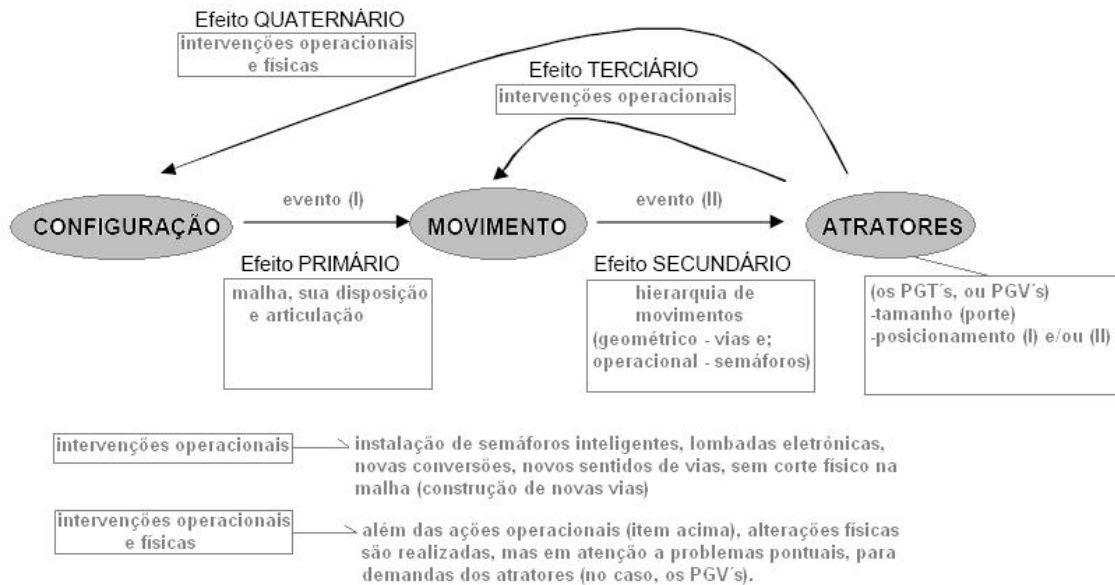 Efeito QUATERNÁRIO
intervenções operacionais
e físicas
Efeito TERCIÁRIO
intervenções operacionais
CONFIGURAÇÃO
evento (I)
MOVIMENTO
evento (II)
ATRATORES
Efeito PRIMÁRIO
malha, sua disposição
e articulação
Efeito SECUNDÁRIO
hierarquia de
movimentos
(geométrico - vias e;
operacional - semáforos)
(os PGT´s, ou PGV´s)
-tamanho (porte)
-posicionamento (I) e/ou (II)
intervenções operacionais
instalação de semáforos inteligentes, lombadas eletrônicas,
novas conversões, novos sentidos de vias, sem corte físico na
malha (construção de novas vias)
intervenções operacionais
e físicas
além das ações operacionais (item acima), alterações físicas
são realizadas, mas em atenção a problemas pontuais, para
demandas dos atratores (no caso, os PGV´s).